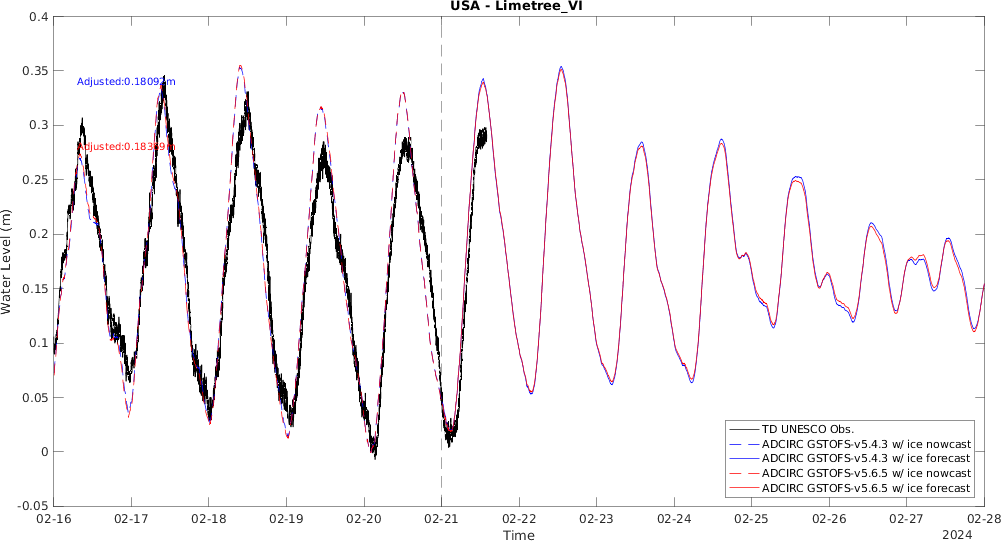 USA - Limetree_VI
0.4
0.35
0.3
0.25
0.2
0.15
0.1
0.05
0
-0.05
Water Level (m)
Adjusted:0.18092m
Adjusted:0.18369m
TD UNESCO Obs.
ADCIRC GSTOFS-v5.4.3 w/ ice nowcast
ADCIRC GSTOFS-v5.4.3 w/ ice forecast
ADCIRC GSTOFS-v5.6.5 w/ ice nowcast
ADCIRC GSTOFS-v5.6.5 w/ ice forecast
02-16 02-17 02-18 02-19 02-20 02-21 02-22 02-23 02-24 02-25 02-26 02-27 02-28
Time
2024